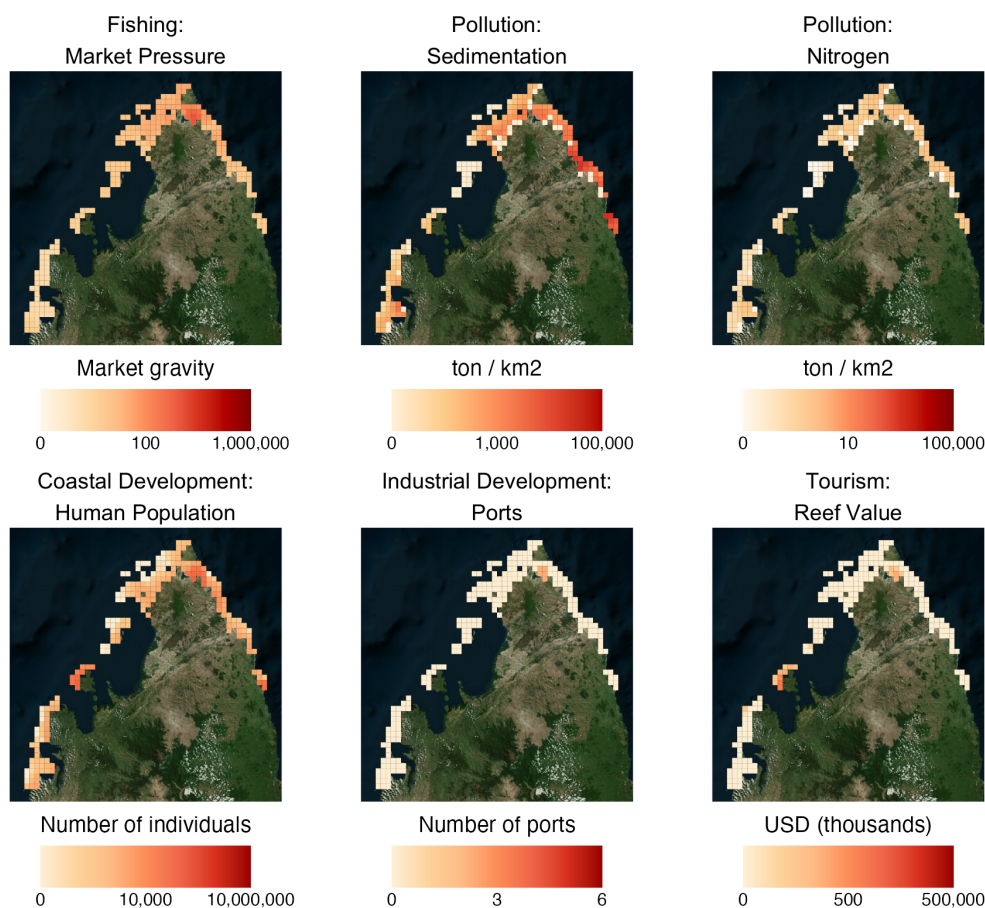 Fishing:
Market Pressure
Pollution:
Sedimentation
Pollution:
Nitrogen
Market gravity
0 100 1,000,000
ton / km2
0 1,000 100,000
ton / km2
0 10 100,000
Coastal Development:
Human Population
Industrial Development:
Ports
Tourism:
Reef Value
Number of individuals
0 10,000 10,000,000
Number of ports
0 3 6
USD (thousands)
0 500 500,000